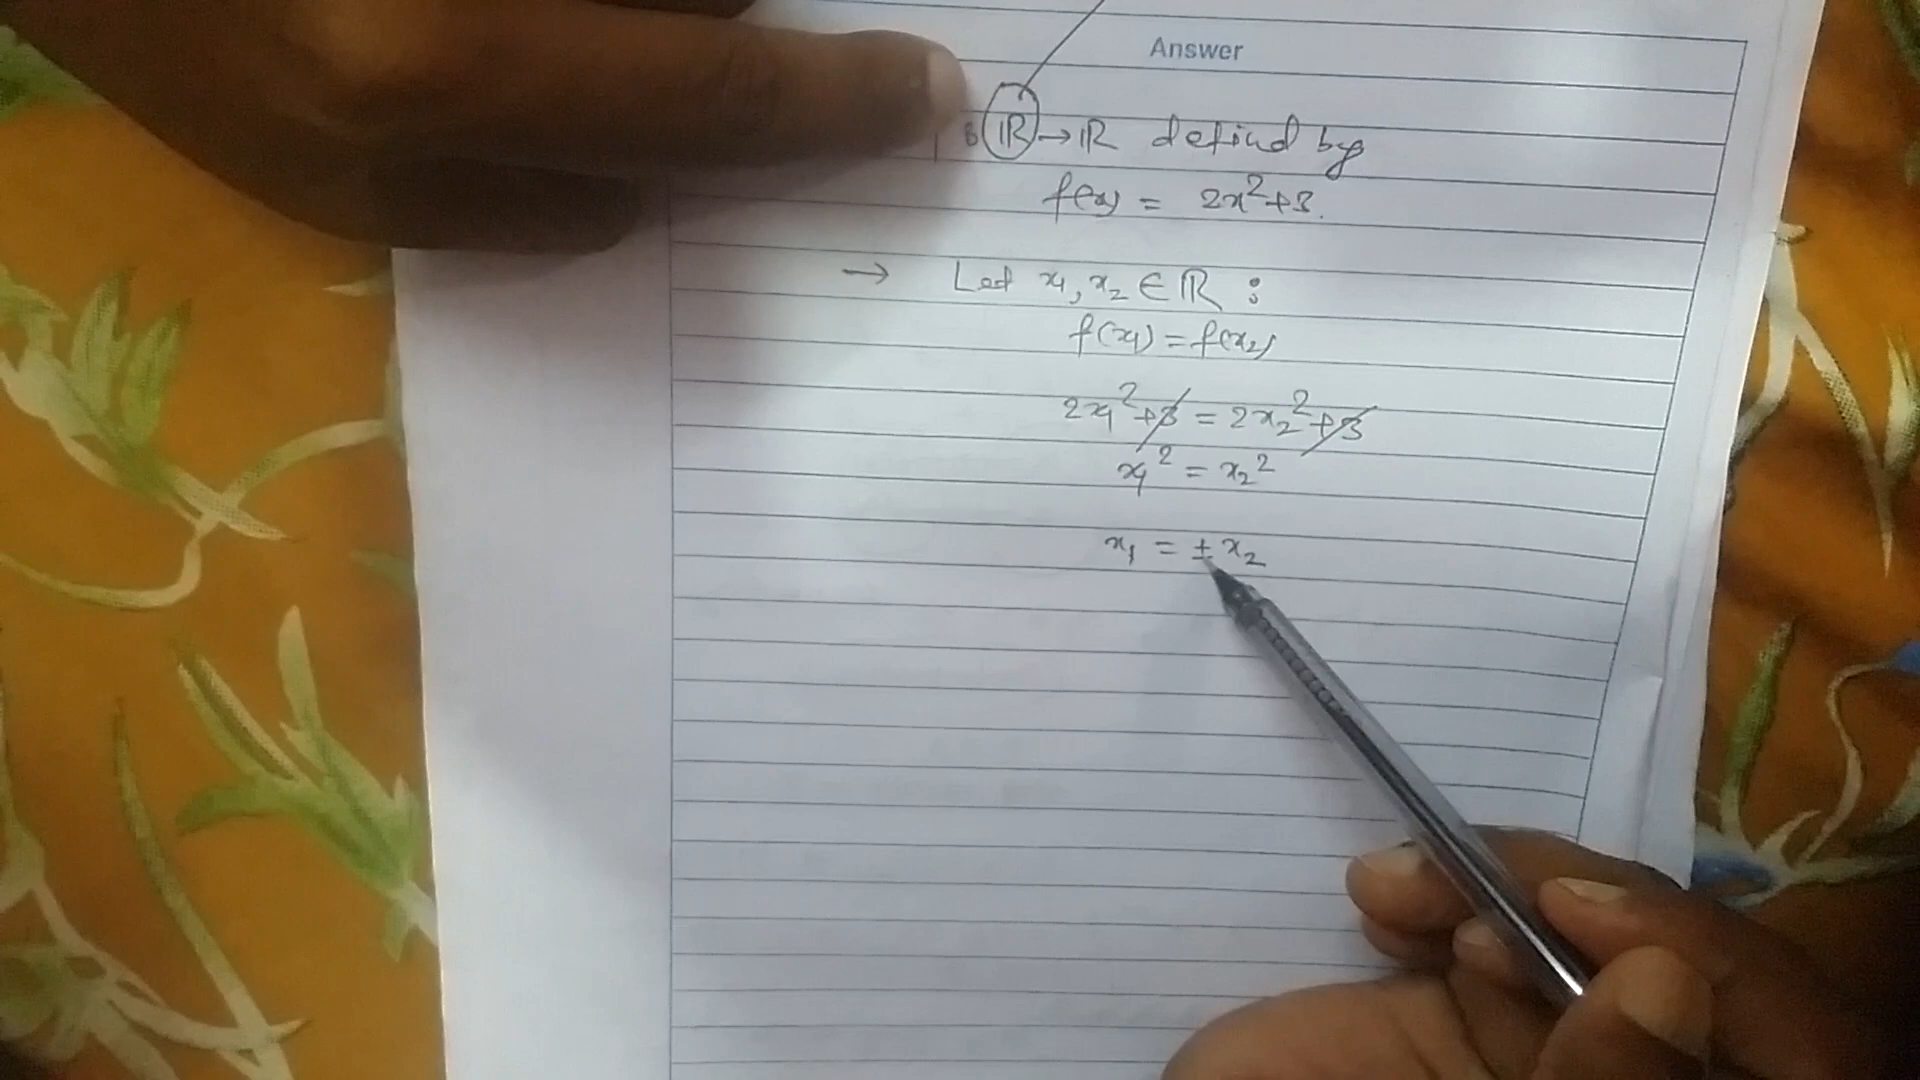 Answer
ℝ → ℝ defined by
f(x) = 2x²+3.
→ Let x₁, x₂ ∈ ℝ :
f(x₁) = f(x₂)
2x₁²+3 = 2x₂²+3
x₁² = x₂²
x₁ = ± x₂